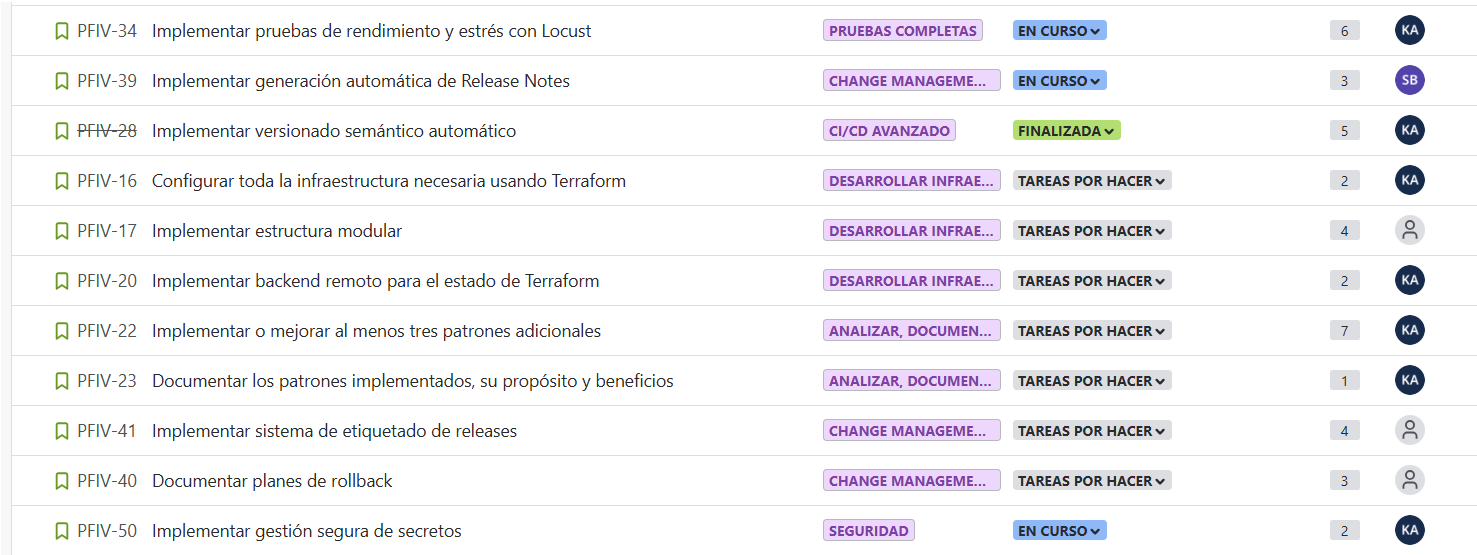 PFIV-34 Implementar pruebas de rendimiento y estrés con Locust PRUEBAS COMPLETAS EN CURSO 6 KA
PFIV-39 Implementar generación automática de Release Notes CHANGE MANAGEME... EN CURSO 3 SB
PFIV-28 Implementar versionado semántico automático CI/CD AVANZADO FINALIZADA 5 KA
PFIV-16 Configurar toda la infraestructura necesaria usando Terraform DESARROLLAR INFRAE... TAREAS POR HACER 2 KA
PFIV-17 Implementar estructura modular DESARROLLAR INFRAE... TAREAS POR HACER 4
PFIV-20 Implementar backend remoto para el estado de Terraform DESARROLLAR INFRAE... TAREAS POR HACER 2 KA
PFIV-22 Implementar o mejorar al menos tres patrones adicionales ANALIZAR, DOCUMEN... TAREAS POR HACER 7 KA
PFIV-23 Documentar los patrones implementados, su propósito y beneficios ANALIZAR, DOCUMEN... TAREAS POR HACER 1 KA
PFIV-41 Implementar sistema de etiquetado de releases CHANGE MANAGEME... TAREAS POR HACER 4
PFIV-40 Documentar planes de rollback CHANGE MANAGEME... TAREAS POR HACER 3
PFIV-50 Implementar gestión segura de secretos SEGURIDAD EN CURSO 2 KA